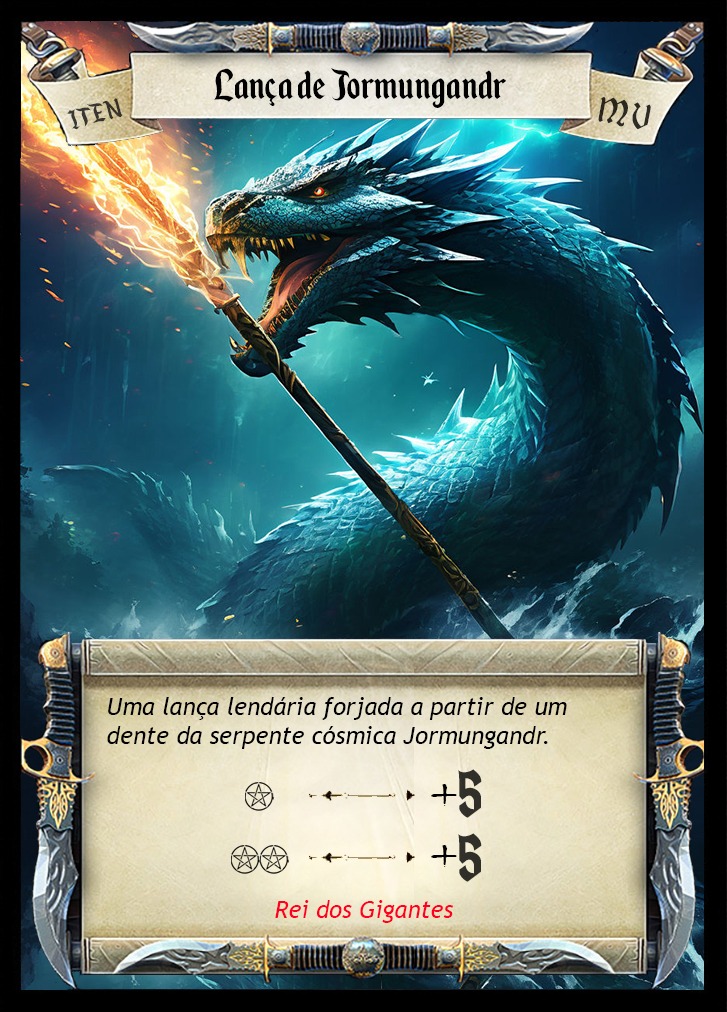 Lança de Jormungandr
ITEN
MU
Uma lança lendária forjada a partir de um
dente da serpente cósmica Jormungandr.
+5
+5
Rei dos Gigantes